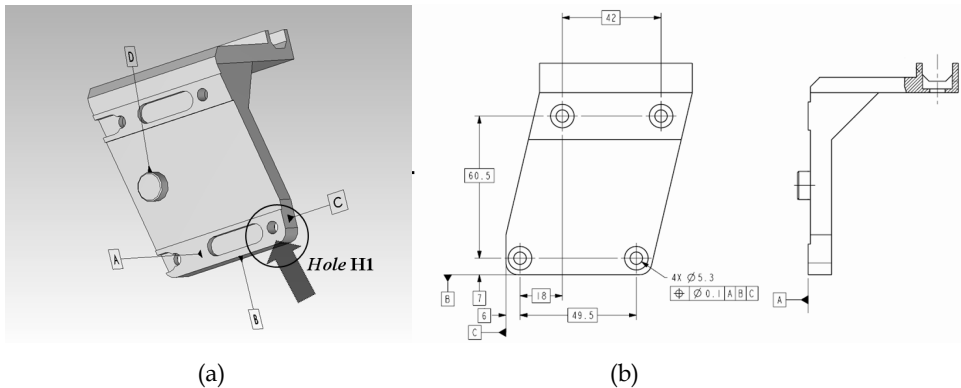 D
C
A
Hole H1
B
(a)
42
60.5
4X Ø5.3
⌖ Ø0.1 A B C
B
7
18
A
6
49.5
C
(b)